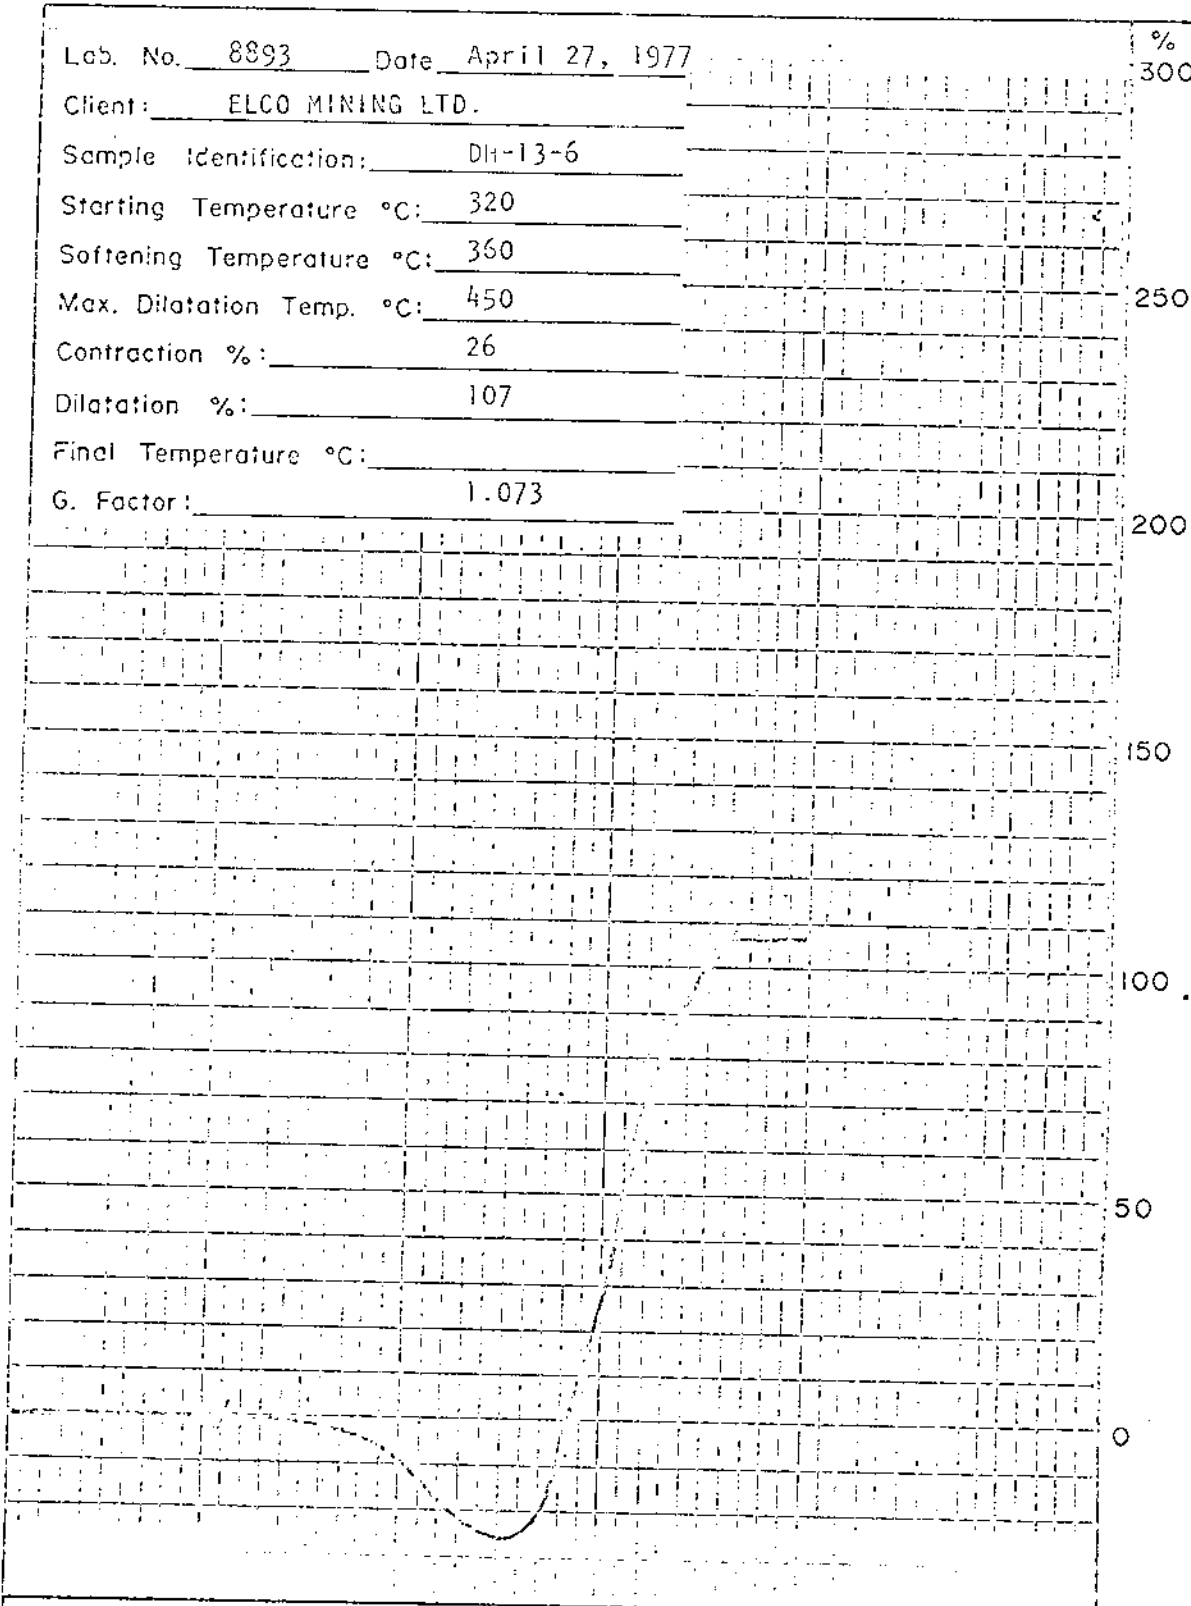 Lab. No. 8893 Date April 27, 1977
Client: ELCO MINING LTD.
Sample Identification: DH-13-6
Starting Temperature °C: 320
Softening Temperature °C: 360
Max. Dilatation Temp. °C: 450
Contraction %: 26
Dilatation %: 107
Final Temperature °C:
G. Factor: 1.073
%
300
250
200
150
100
50
0